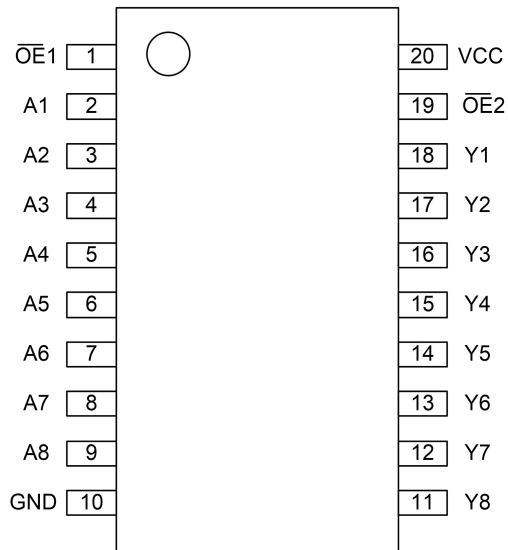 O̅E̅1 1 20 VCC
A1 2 19 O̅E̅2
A2 3 18 Y1
A3 4 17 Y2
A4 5 16 Y3
A5 6 15 Y4
A6 7 14 Y5
A7 8 13 Y6
A8 9 12 Y7
GND 10 11 Y8